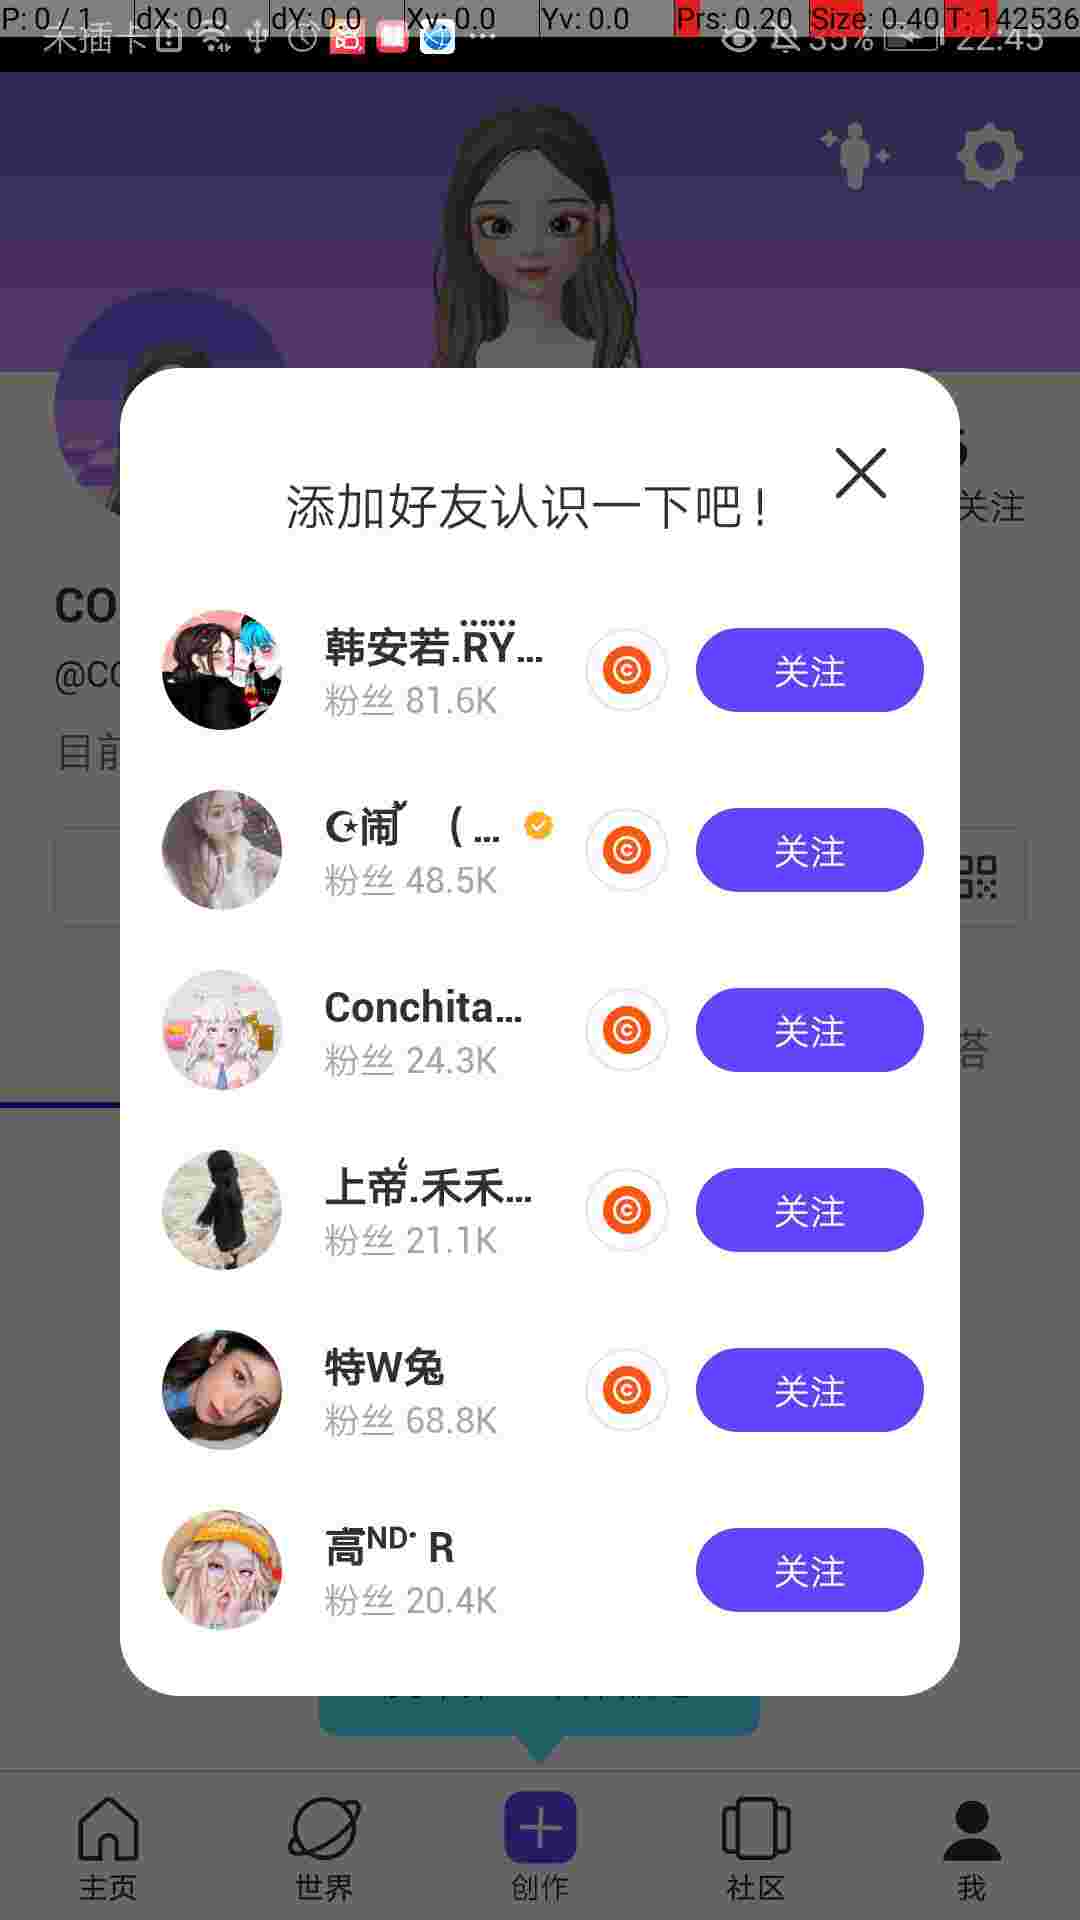 P: 0 / 1 dX: 0.0 dY: 0.0 Xv: 0.0 Yv: 0.0 Prs: 0.20 Size: 0.40 T: 142536
未插卡 33% 22:45
关注
添加好友认识一下吧!
CO
@CO
目前
韩安若.RY...
粉丝 81.6K
关注
闹 ( ...
粉丝 48.5K
关注
Conchita...
粉丝 24.3K
关注
答
上帝.禾禾...
粉丝 21.1K
关注
特W兔
粉丝 68.8K
关注
高ᴺᴰ· R
粉丝 20.4K
关注
主页 世界 创作 社区 我